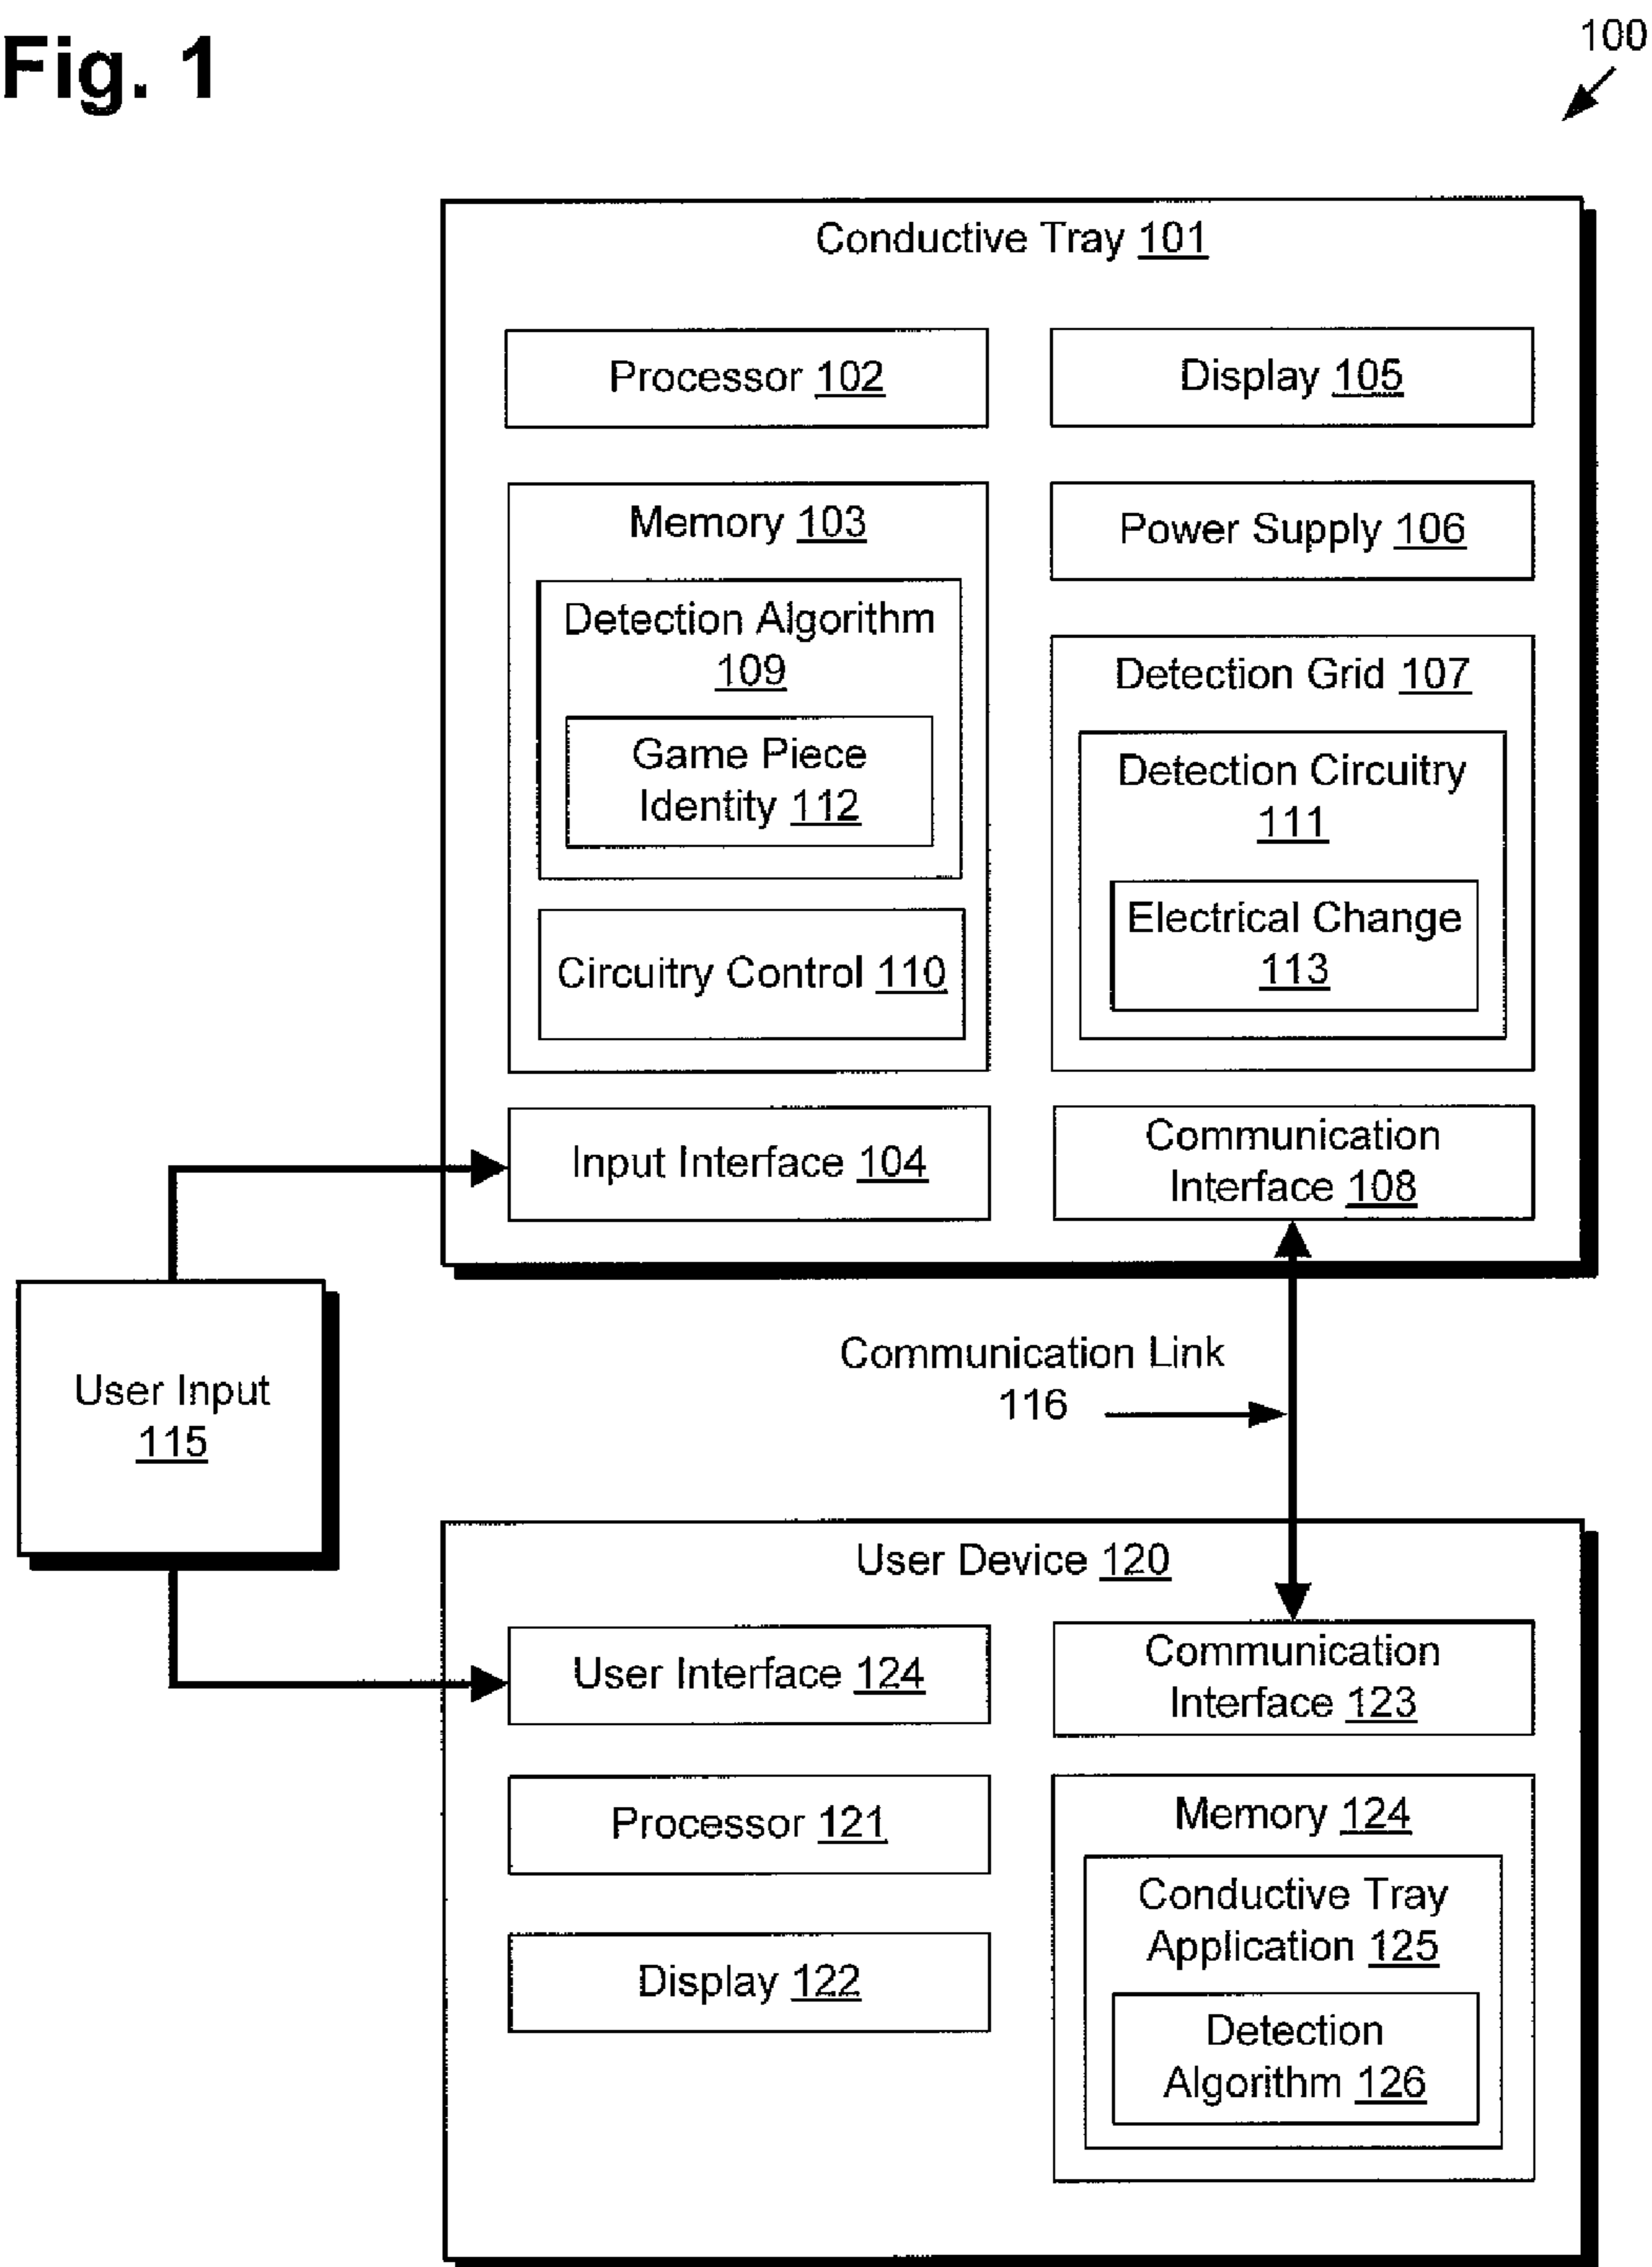 Fig. 1
100
Conductive Tray 101
Processor 102
Display 105
Memory 103
Detection Algorithm
109
Game Piece
Identity 112
Circuitry Control 110
Power Supply 106
Detection Grid 107
Detection Circuitry
111
Electrical Change
113
Input Interface 104
Communication
Interface 108
User Input
115
Communication Link
116
User Device 120
User Interface 124
Communication
Interface 123
Processor 121
Display 122
Memory 124
Conductive Tray
Application 125
Detection
Algorithm 126